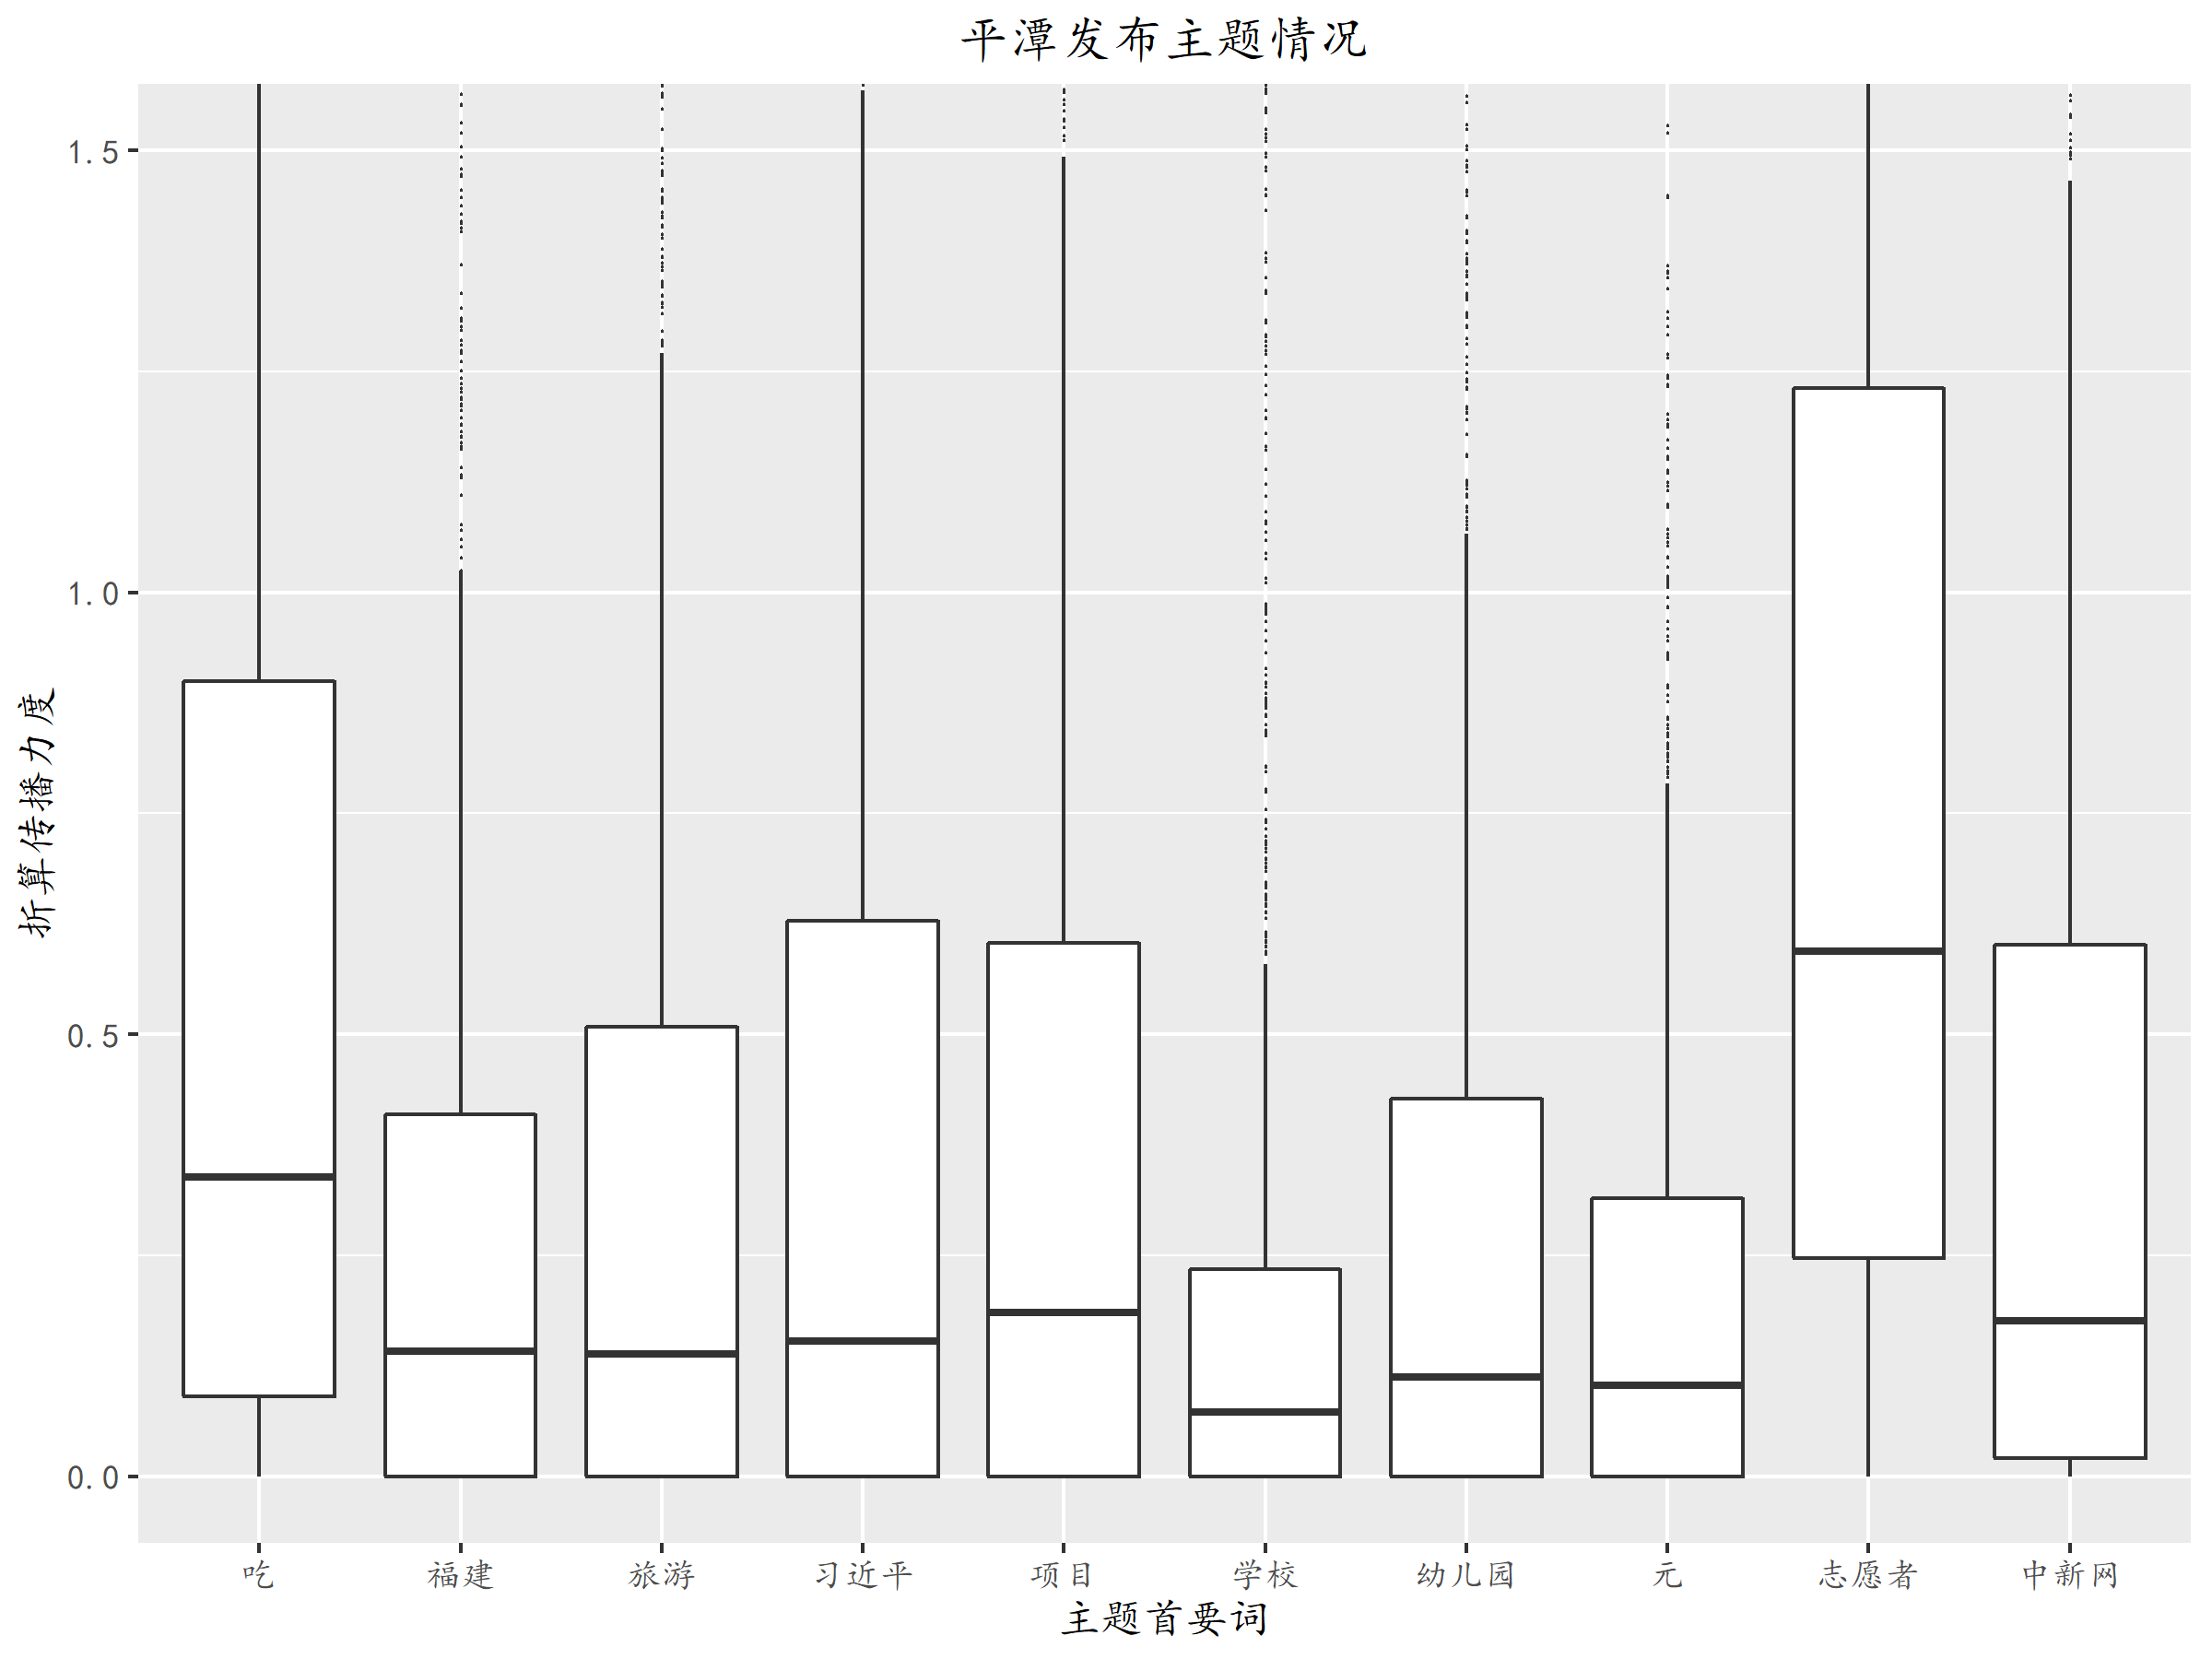 平潭发布主题情况
折算传播力度
1.5
1.0
0.5
0.0
吃 福建 旅游 习近平 项目 学校 幼儿园 元 志愿者 中新网
主题首要词